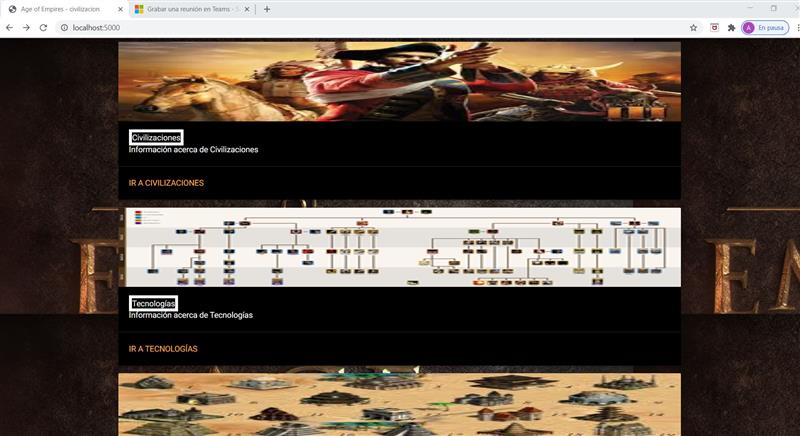 Age of Empires - civilizacion
Grabar una reunión en Teams - S
localhost:5000
A
En pausa
Civilizaciones
Información acerca de Civilizaciones
IR A CIVILIZACIONES
Tecnologías
Información acerca de Tecnologías
IR A TECNOLOGÍAS